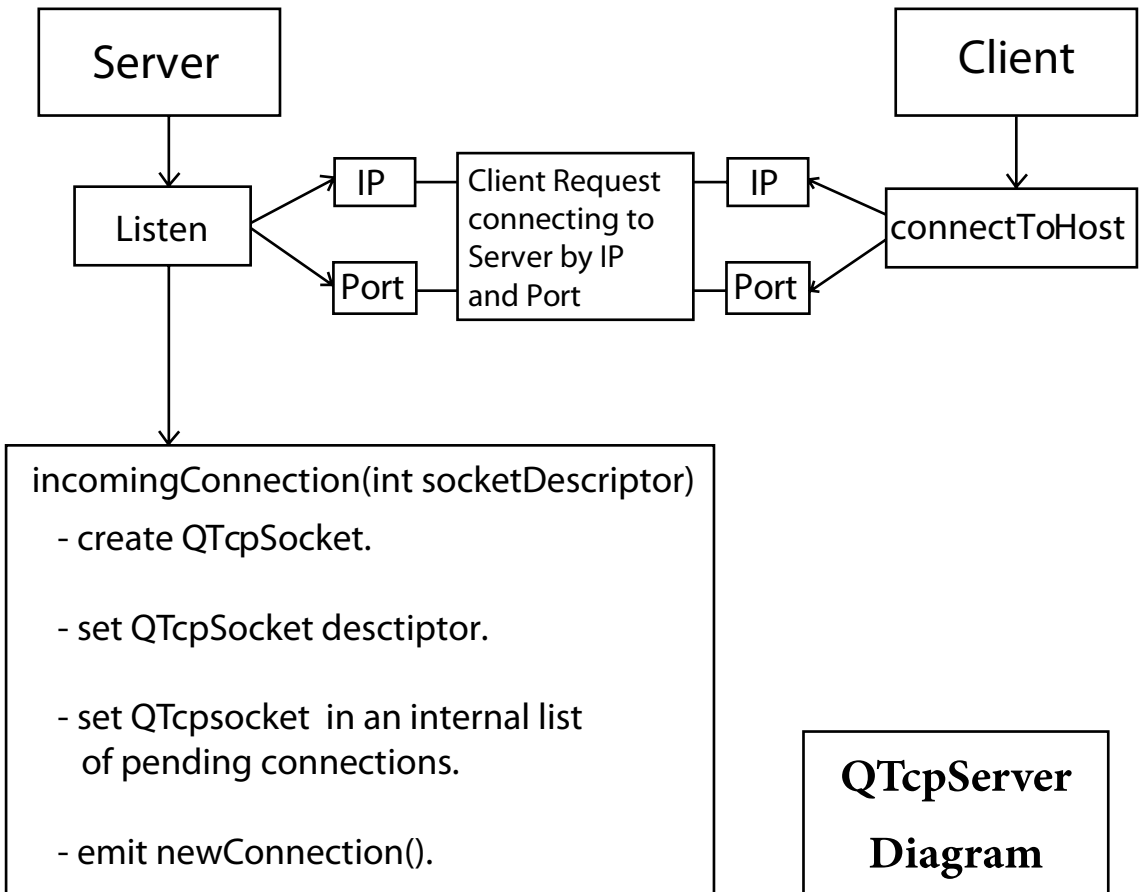 Server
Client
IP
Client Request
connecting to
Server by IP
and Port
IP
Listen
connectToHost
Port
Port
incomingConnection(int socketDescriptor)
- create QTcpSocket.
- set QTcpSocket desctiptor.
- set QTcpsocket in an internal list
of pending connections.
- emit newConnection().
QTcpServer
Diagram